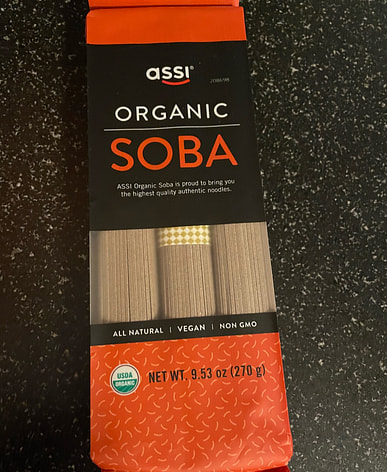 assi
ORGANIC
SOBA
ASSI Organic Soba is proud to bring you
the highest quality authentic noodles.
ALL NATURAL | VEGAN | NON GMO
USDA
ORGANIC
NET WT. 9.53 oz (270 g)